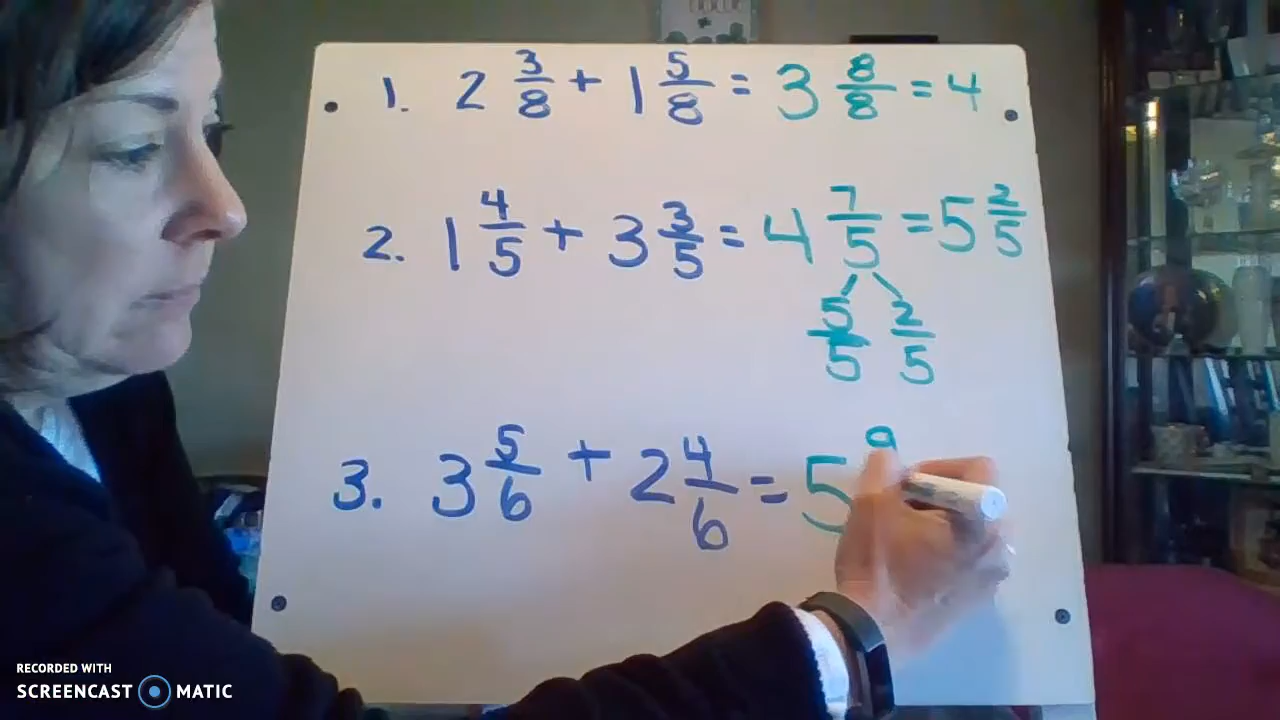 1. 2 3/8 + 1 5/8 = 3 8/8 = 4
2. 1 4/5 + 3 3/5 = 4 7/5 = 5 2/5
5/5 2/5
3. 3 5/6 + 2 4/6 = 5 9
RECORDED WITH
SCREENCAST MATIC